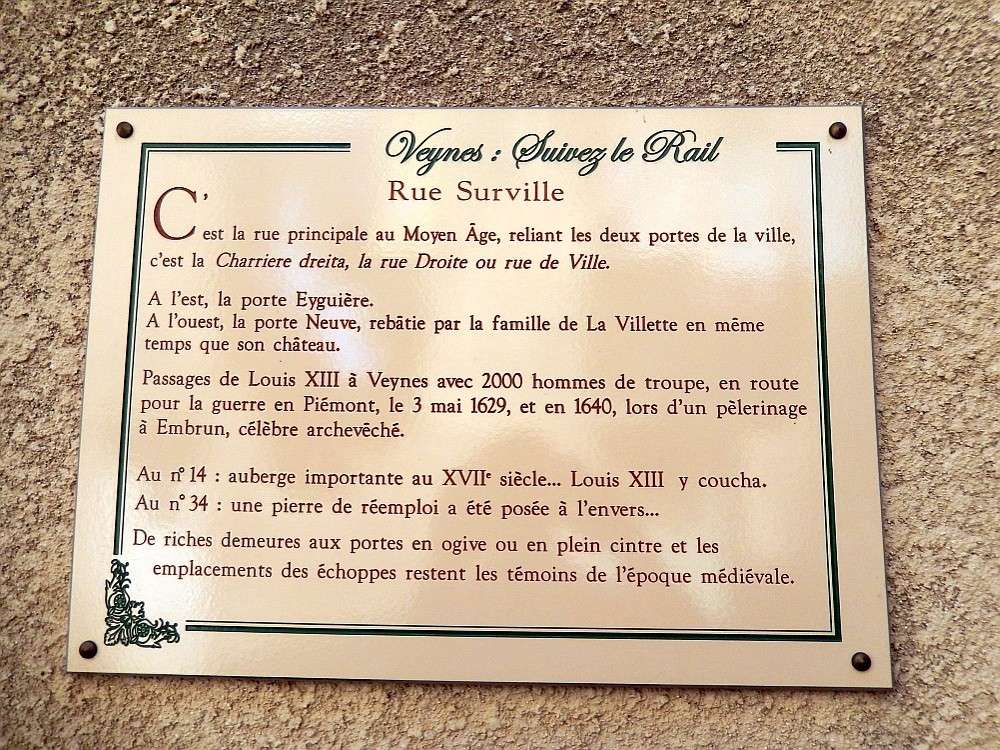 Veynes : Suivez le Rail
Rue Surville
C'est la rue principale au Moyen Âge, reliant les deux portes de la ville,
c'est la Charriere dreita, la rue Droite ou rue de Ville.
A l'est, la porte Eyguière.
A l'ouest, la porte Neuve, rebâtie par la famille de La Villette en même
temps que son château.
Passages de Louis XIII à Veynes avec 2000 hommes de troupe, en route
pour la guerre en Piémont, le 3 mai 1629, et en 1640, lors d'un pèlerinage
à Embrun, célèbre archevêché.
Au n° 14 : auberge importante au XVIIe siècle... Louis XIII y coucha.
Au n° 34 : une pierre de réemploi a été posée à l'envers...
De riches demeures aux portes en ogive ou en plein cintre et les
emplacements des échoppes restent les témoins de l'époque médiévale.